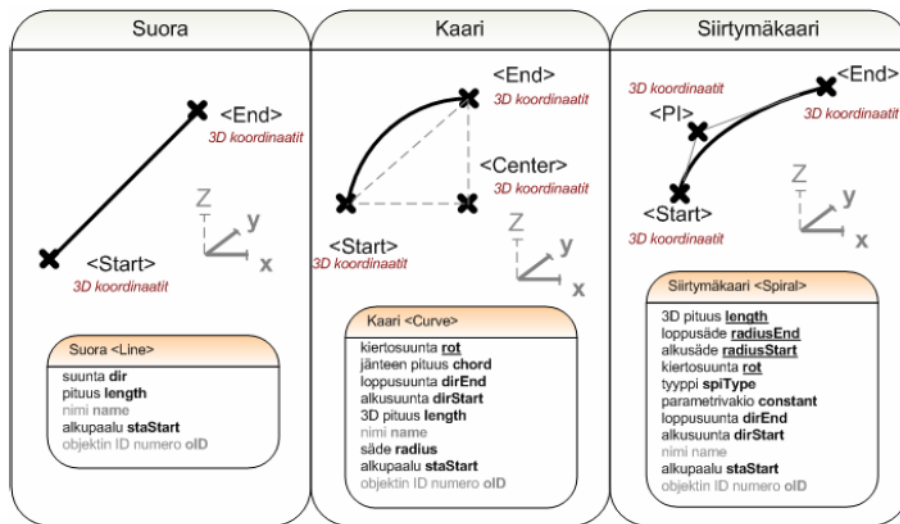 Suora
<End>
3D koordinaatit
Z
y
x
<Start>
3D koordinaatit
Suora <Line>
suunta dir
pituus length
nimi name
alkupaalu staStart
objektin ID numero oID
Kaari
<End>
3D koordinaatit
<Center>
3D koordinaatit
<Start>
3D koordinaatit
Z
y
x
Kaari <Curve>
kiertosuunta rot
jänteen pituus chord
loppusuunta dirEnd
alkusuunta dirStart
3D pituus length
nimi name
säde radius
alkupaalu staStart
objektin ID numero oID
Siirtymäkaari
<End>
3D koordinaatit
3D koordinaatit
<PI>
<Start>
3D koordinaatit
Z
y
x
Siirtymäkaari <Spiral>
3D pituus length
loppusäde radiusEnd
alkusäde radiusStart
kiertosuunta rot
tyyppi spiType
parametrivakio constant
loppusuunta dirEnd
alkusuunta dirStart
nimi name
alkupaalu staStart
objektin ID numero oID